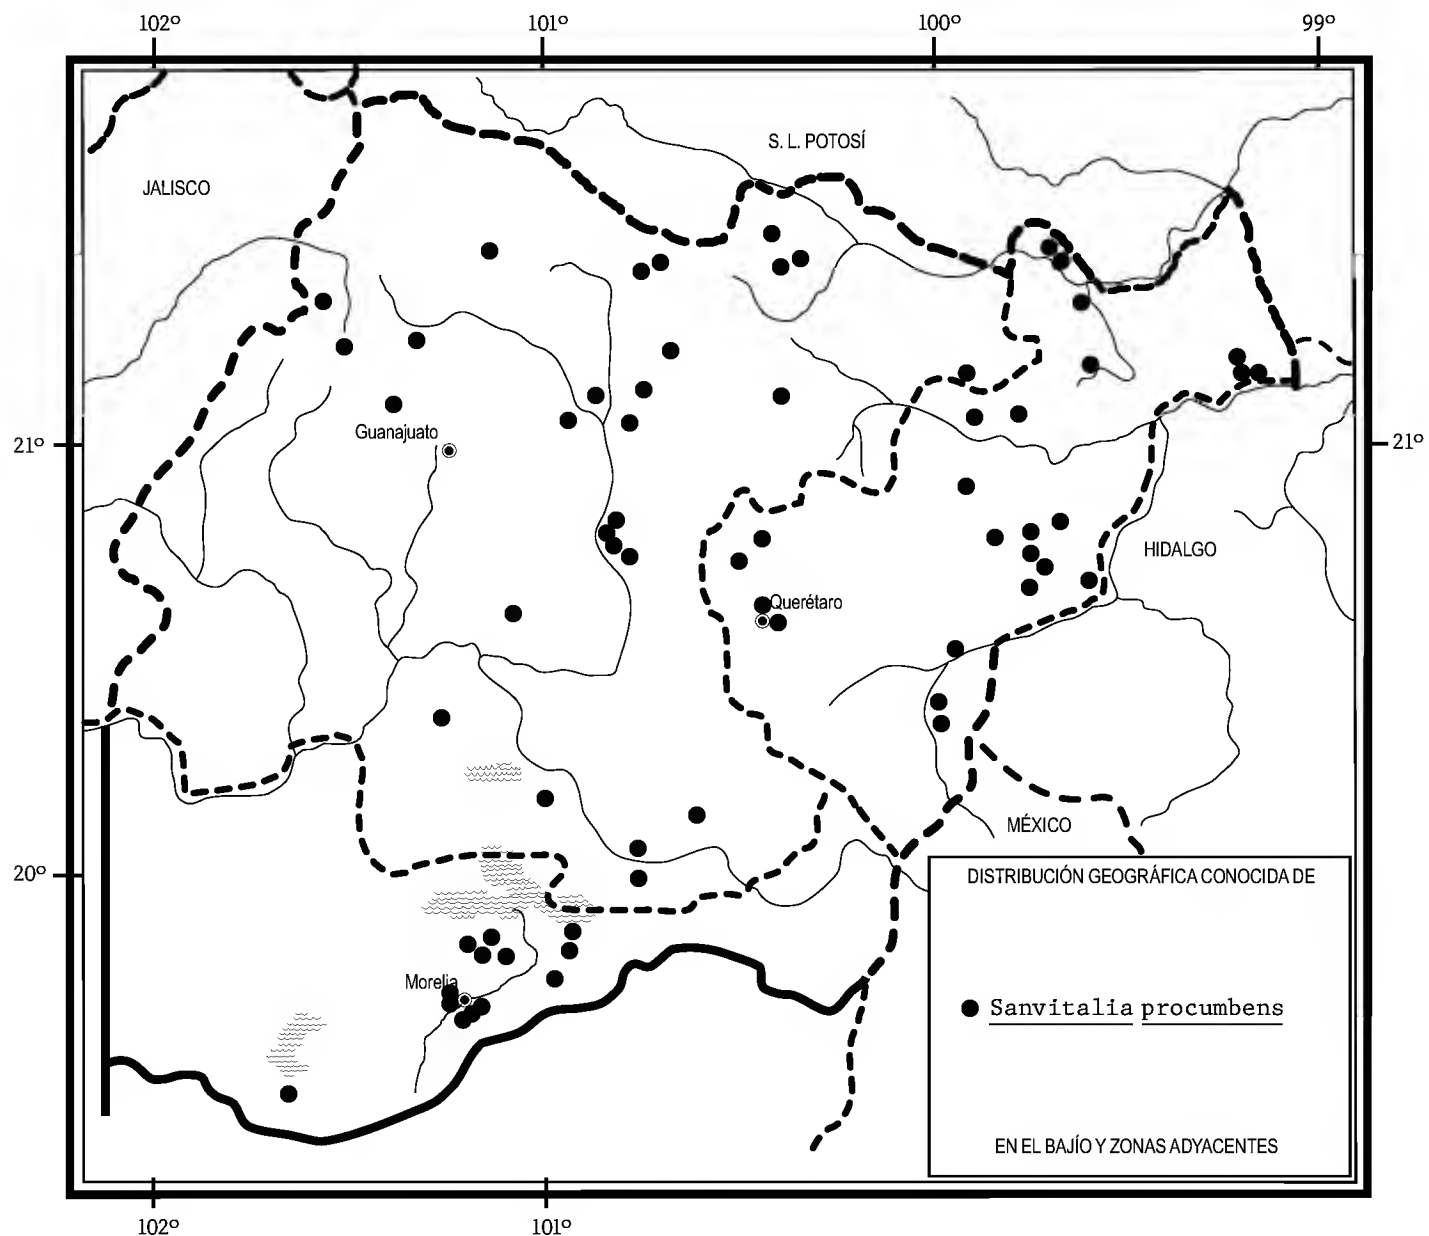 102º 101º 100º 99º
S. L. POTOSÍ
JALISCO
Guanajuato
21º 21º
HIDALGO
Querétaro
MÉXICO
20º
DISTRIBUCIÓN GEOGRÁFICA CONOCIDA DE
Morelia
Sanvitalia procumbens
EN EL BAJÍO Y ZONAS ADYACENTES
102º 101º